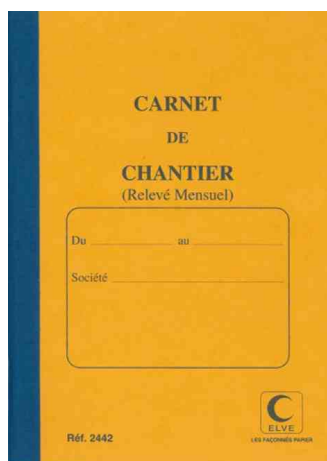 CARNET
DE
CHANTIER
(Relevé Mensuel)
Du au
Société
ELVE
Réf. 2442
LES FAÇONNÉS PAPIER